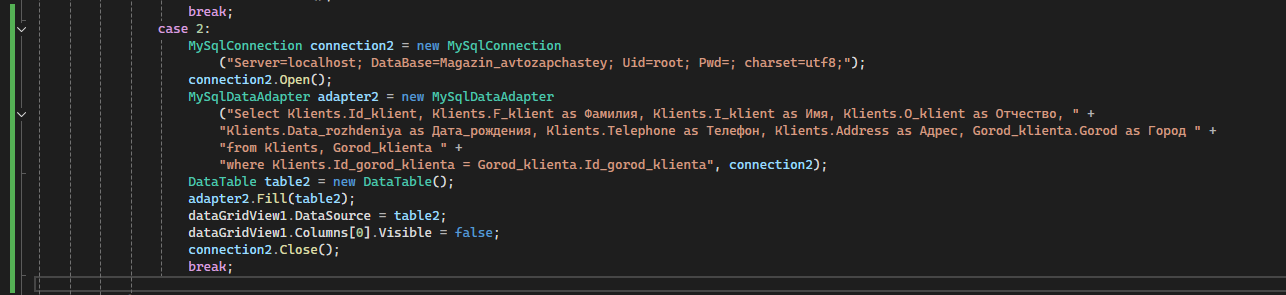 break;
case 2:
MySqlConnection connection2 = new MySqlConnection
("Server=localhost; DataBase=Magazin_avtozapchastey; Uid=root; Pwd=; charset=utf8;");
connection2.Open();
MySqlDataAdapter adapter2 = new MySqlDataAdapter
("Select Klients.Id_klient, Klients.F_klient as Фамилия, Klients.I_klient as Имя, Klients.O_klient as Отчество, " +
"Klients.Data_rozhdeniya as Дата_рождения, Klients.Telephone as Телефон, Klients.Address as Адрес, Gorod_klienta.Gorod as Город " +
"from Klients, Gorod_klienta " +
"where Klients.Id_gorod_klienta = Gorod_klienta.Id_gorod_klienta", connection2);
DataTable table2 = new DataTable();
adapter2.Fill(table2);
dataGridView1.DataSource = table2;
dataGridView1.Columns[0].Visible = false;
connection2.Close();
break;